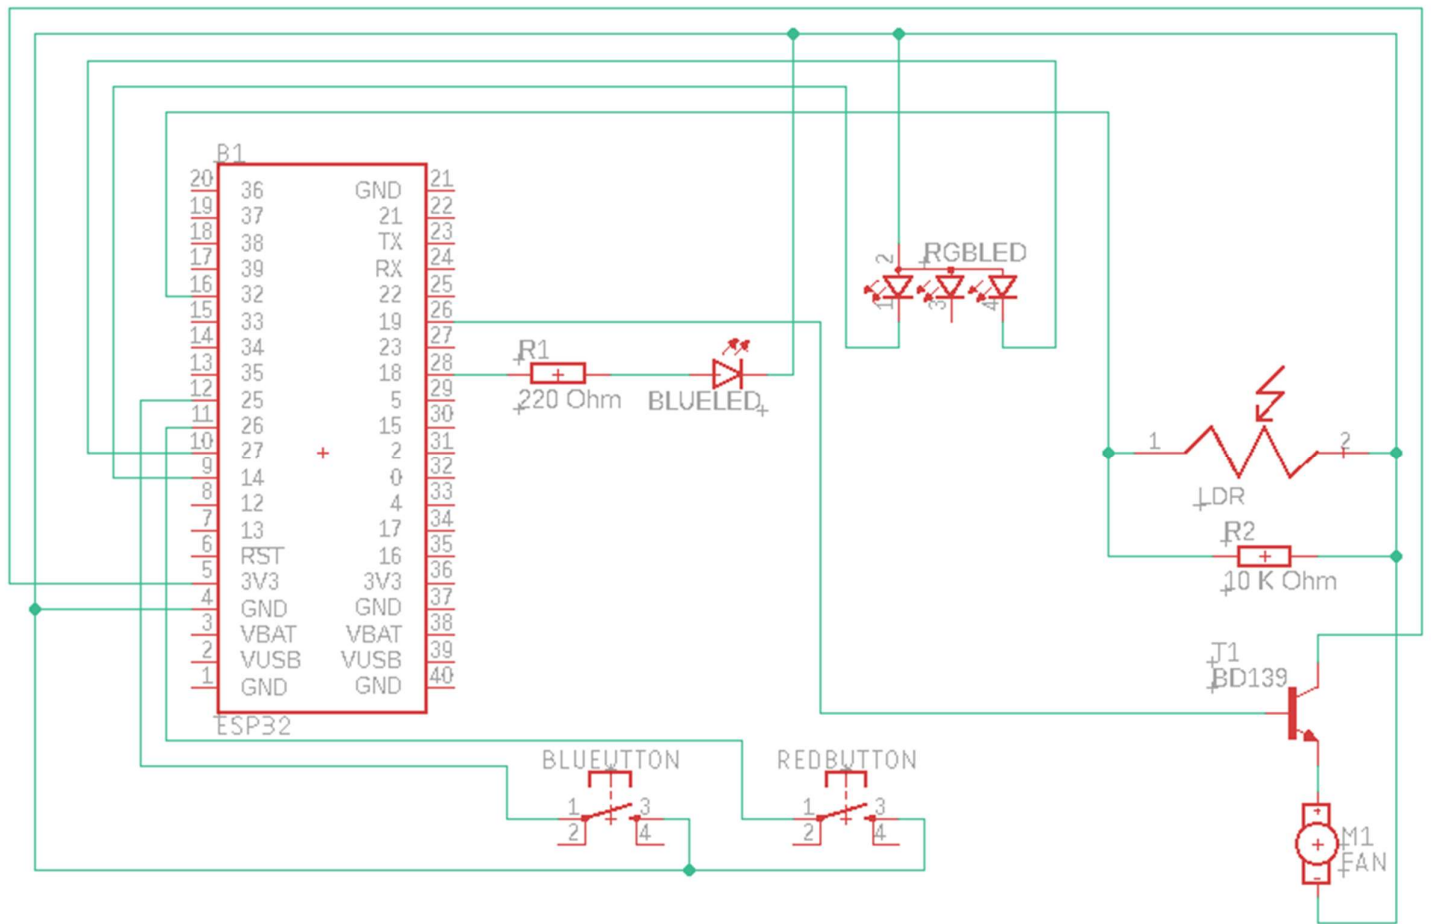 B1
20 36 GND 21
19 37 21 22
18 38 TX 23
17 39 RX 24
16 32 22 25
15 33 19 26
14 34 23 27
13 35 18 28
12 25 5 29
11 26 15 30
10 27 2 31
9 14 0 32
8 12 4 33
7 13 17 34
6 RST 16 35
5 3V3 3V3 36
4 GND GND 37
3 VBAT VBAT 38
2 VUSB VUSB 39
1 GND GND 40
ESP32
R1
220 Ohm
BLUELED
RGBLED
2
1 3 4
1 2
LDR
R2
10 K Ohm
T1
BD139
BLUEUTTON
1 3
2 4
REDBUTTON
1 3
2 4
+
M1
FAN
-